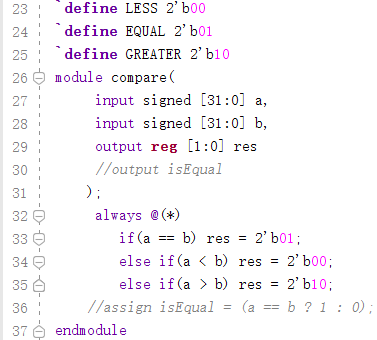 23 `define LESS 2'b00
24 `define EQUAL 2'b01
25 `define GREATER 2'b10
26 module compare(
27 input signed [31:0] a,
28 input signed [31:0] b,
29 output reg [1:0] res
30 //output isEqual
31 );
32 always @(*)
33 if(a == b) res = 2'b01;
34 else if(a < b) res = 2'b00;
35 else if(a > b) res = 2'b10;
36 //assign isEqual = (a == b ? 1 : 0);
37 endmodule